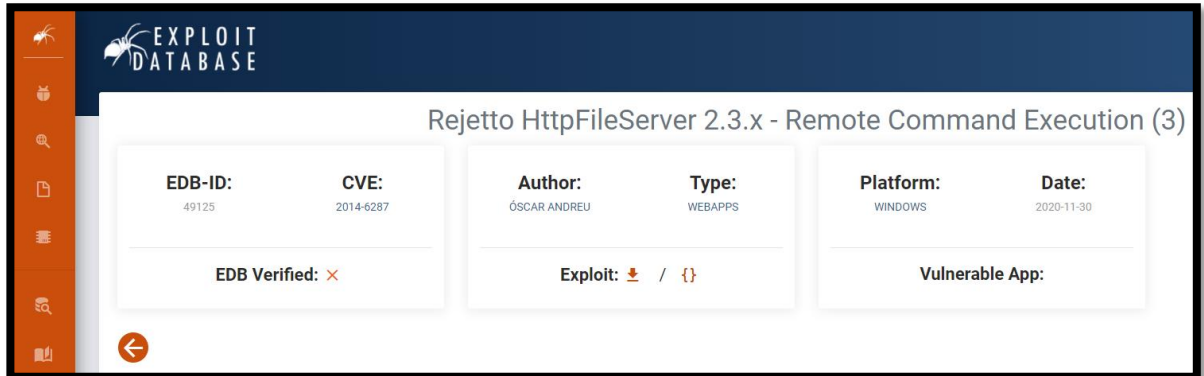 EXPLOIT
DATABASE
Rejetto HttpFileServer 2.3.x - Remote Command Execution (3)
EDB-ID:
49125
CVE:
2014-6287
EDB Verified: ×
Author:
ÓSCAR ANDREU
Type:
WEBAPPS
Exploit: / {}
Platform:
WINDOWS
Date:
2020-11-30
Vulnerable App: